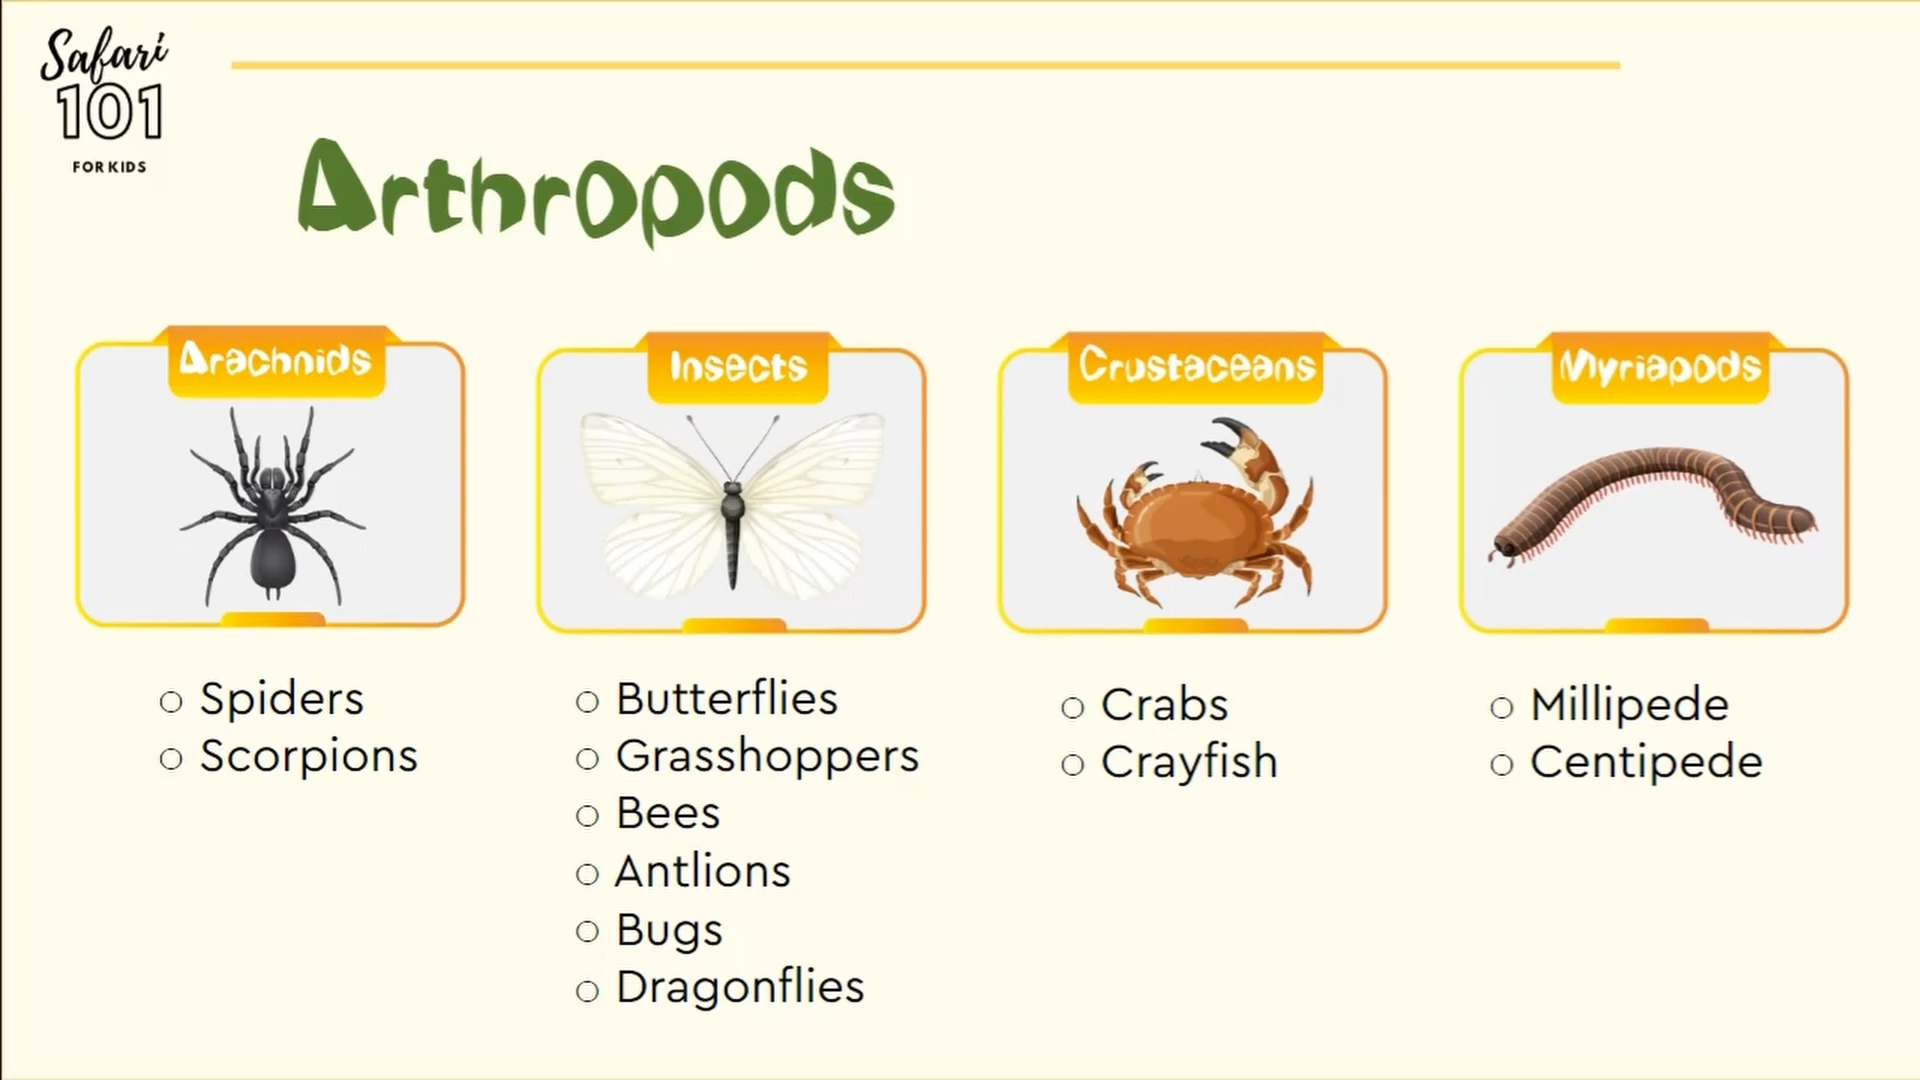 Safari
101
FOR KIDS
Arthropods
Arachnids
Spiders
Scorpions
Insects
Butterflies
Grasshoppers
Bees
Antlions
Bugs
Dragonflies
Crustaceans
Crabs
Crayfish
Myriapods
Millipede
Centipede